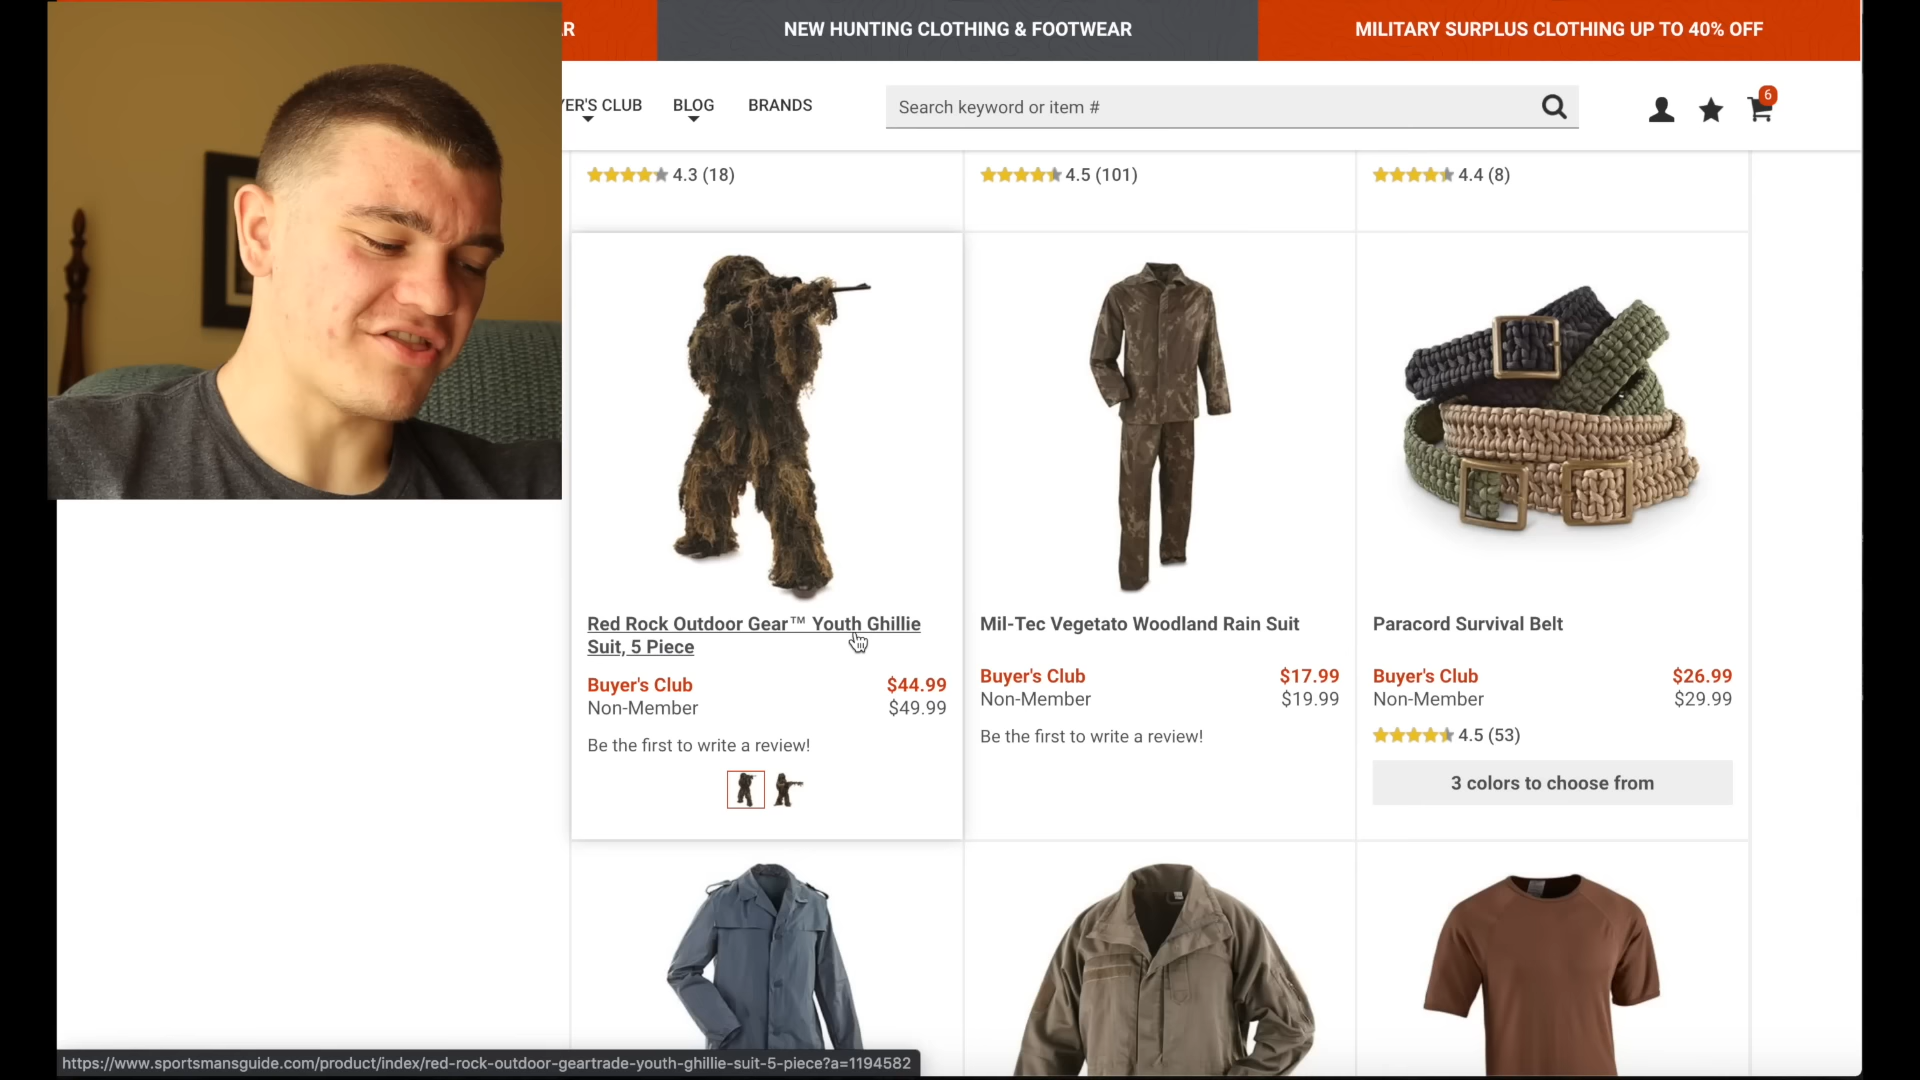 R
NEW HUNTING CLOTHING & FOOTWEAR
MILITARY SURPLUS CLOTHING UP TO 40% OFF
YER'S CLUB
BLOG
BRANDS
Search keyword or item #
6
4.3 (18)
4.5 (101)
4.4 (8)
Red Rock Outdoor Gear™ Youth Ghillie
Suit, 5 Piece
Buyer's Club $44.99
Non-Member $49.99
Be the first to write a review!
Mil-Tec Vegetato Woodland Rain Suit
Buyer's Club $17.99
Non-Member $19.99
Be the first to write a review!
Paracord Survival Belt
Buyer's Club $26.99
Non-Member $29.99
4.5 (53)
3 colors to choose from
https://www.sportsmansguide.com/product/index/red-rock-outdoor-geartrade-youth-ghillie-suit-5-piece?a=1194582